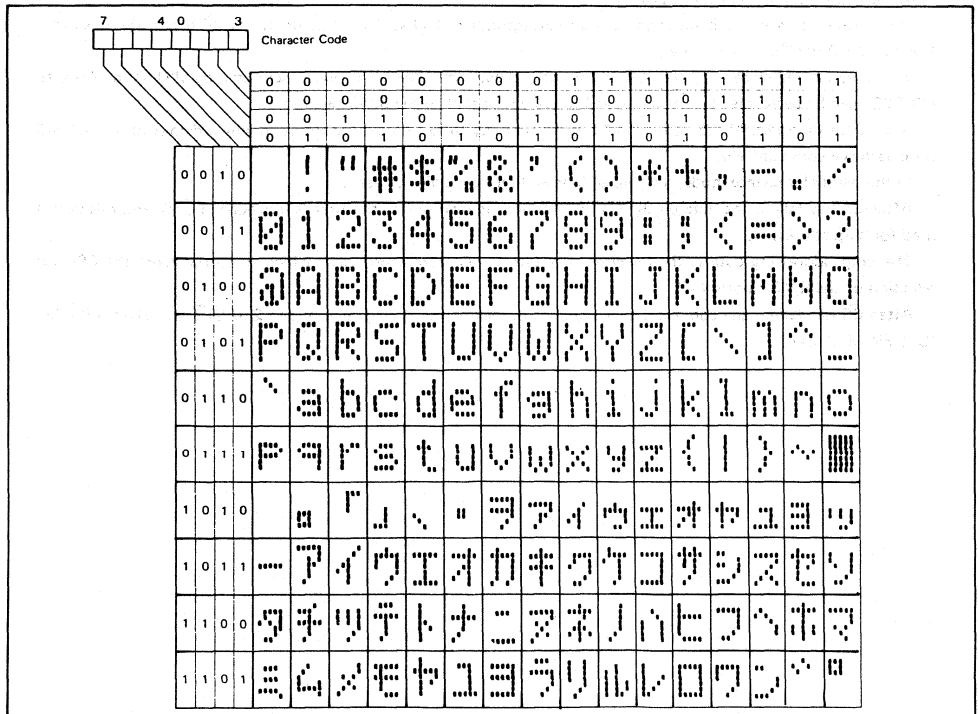 7 4 0 3
Character Code
0 0 0 0 0 0 0 0 1 1 1 1 1 1 1 1
0 0 0 0 1 1 1 1 0 0 0 0 1 1 1 1
0 0 1 1 0 0 1 1 0 0 1 1 0 0 1 1
0 1 0 1 0 1 0 1 0 1 0 1 0 1 0 1
0 0 1 0 ! " # $ % & ' ( ) * + , - . /
0 0 1 1 0 1 2 3 4 5 6 7 8 9 : ; < = > ?
0 1 0 0 @ A B C D E F G H I J K L M N O
0 1 0 1 P Q R S T U V W X Y Z [ \ ] ^ _
0 1 1 0 ` a b c d e f g h i j k l m n o
0 1 1 1 p q r s t u v w x y z { | } ~
1 0 1 0 。 「 」 、 ・ ヲ ァ ィ ゥ ェ ォ ャ ュ ョ ッ
1 0 1 1 ー ア イ ウ エ オ カ キ ク ケ コ サ シ ス セ ソ
1 1 0 0 タ チ ツ テ ト ナ ニ ヌ ネ ノ ハ ヒ フ ヘ ホ マ
1 1 0 1 ミ ム メ モ ヤ ユ ヨ ラ リ ル レ ロ ワ ン ゛ ゜